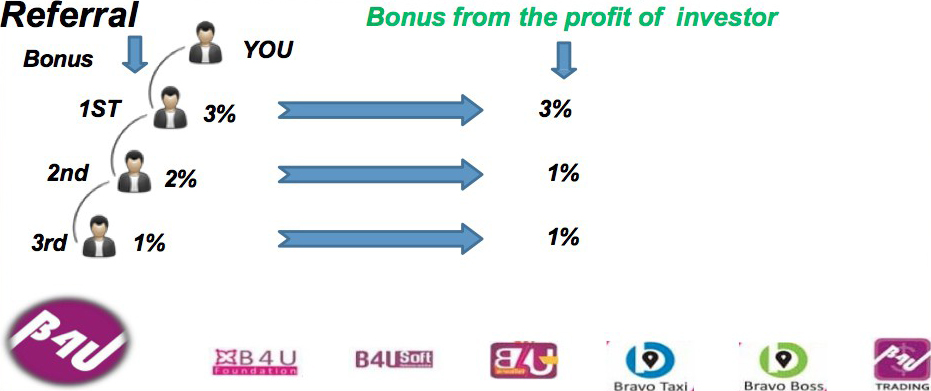 Referral
Bonus from the profit of investor
Bonus
YOU
1ST 3% 3%
2nd 2% 1%
3rd 1% 1%
B4U
B4U
Foundation
B4U Soft
B4U
Bravo Taxi
Bravo Boss
B4U
TRADING